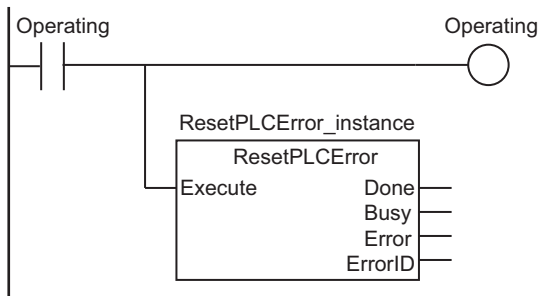 Operating Operating
ResetPLCError_instance
ResetPLCError
Execute Done
Busy
Error
ErrorID